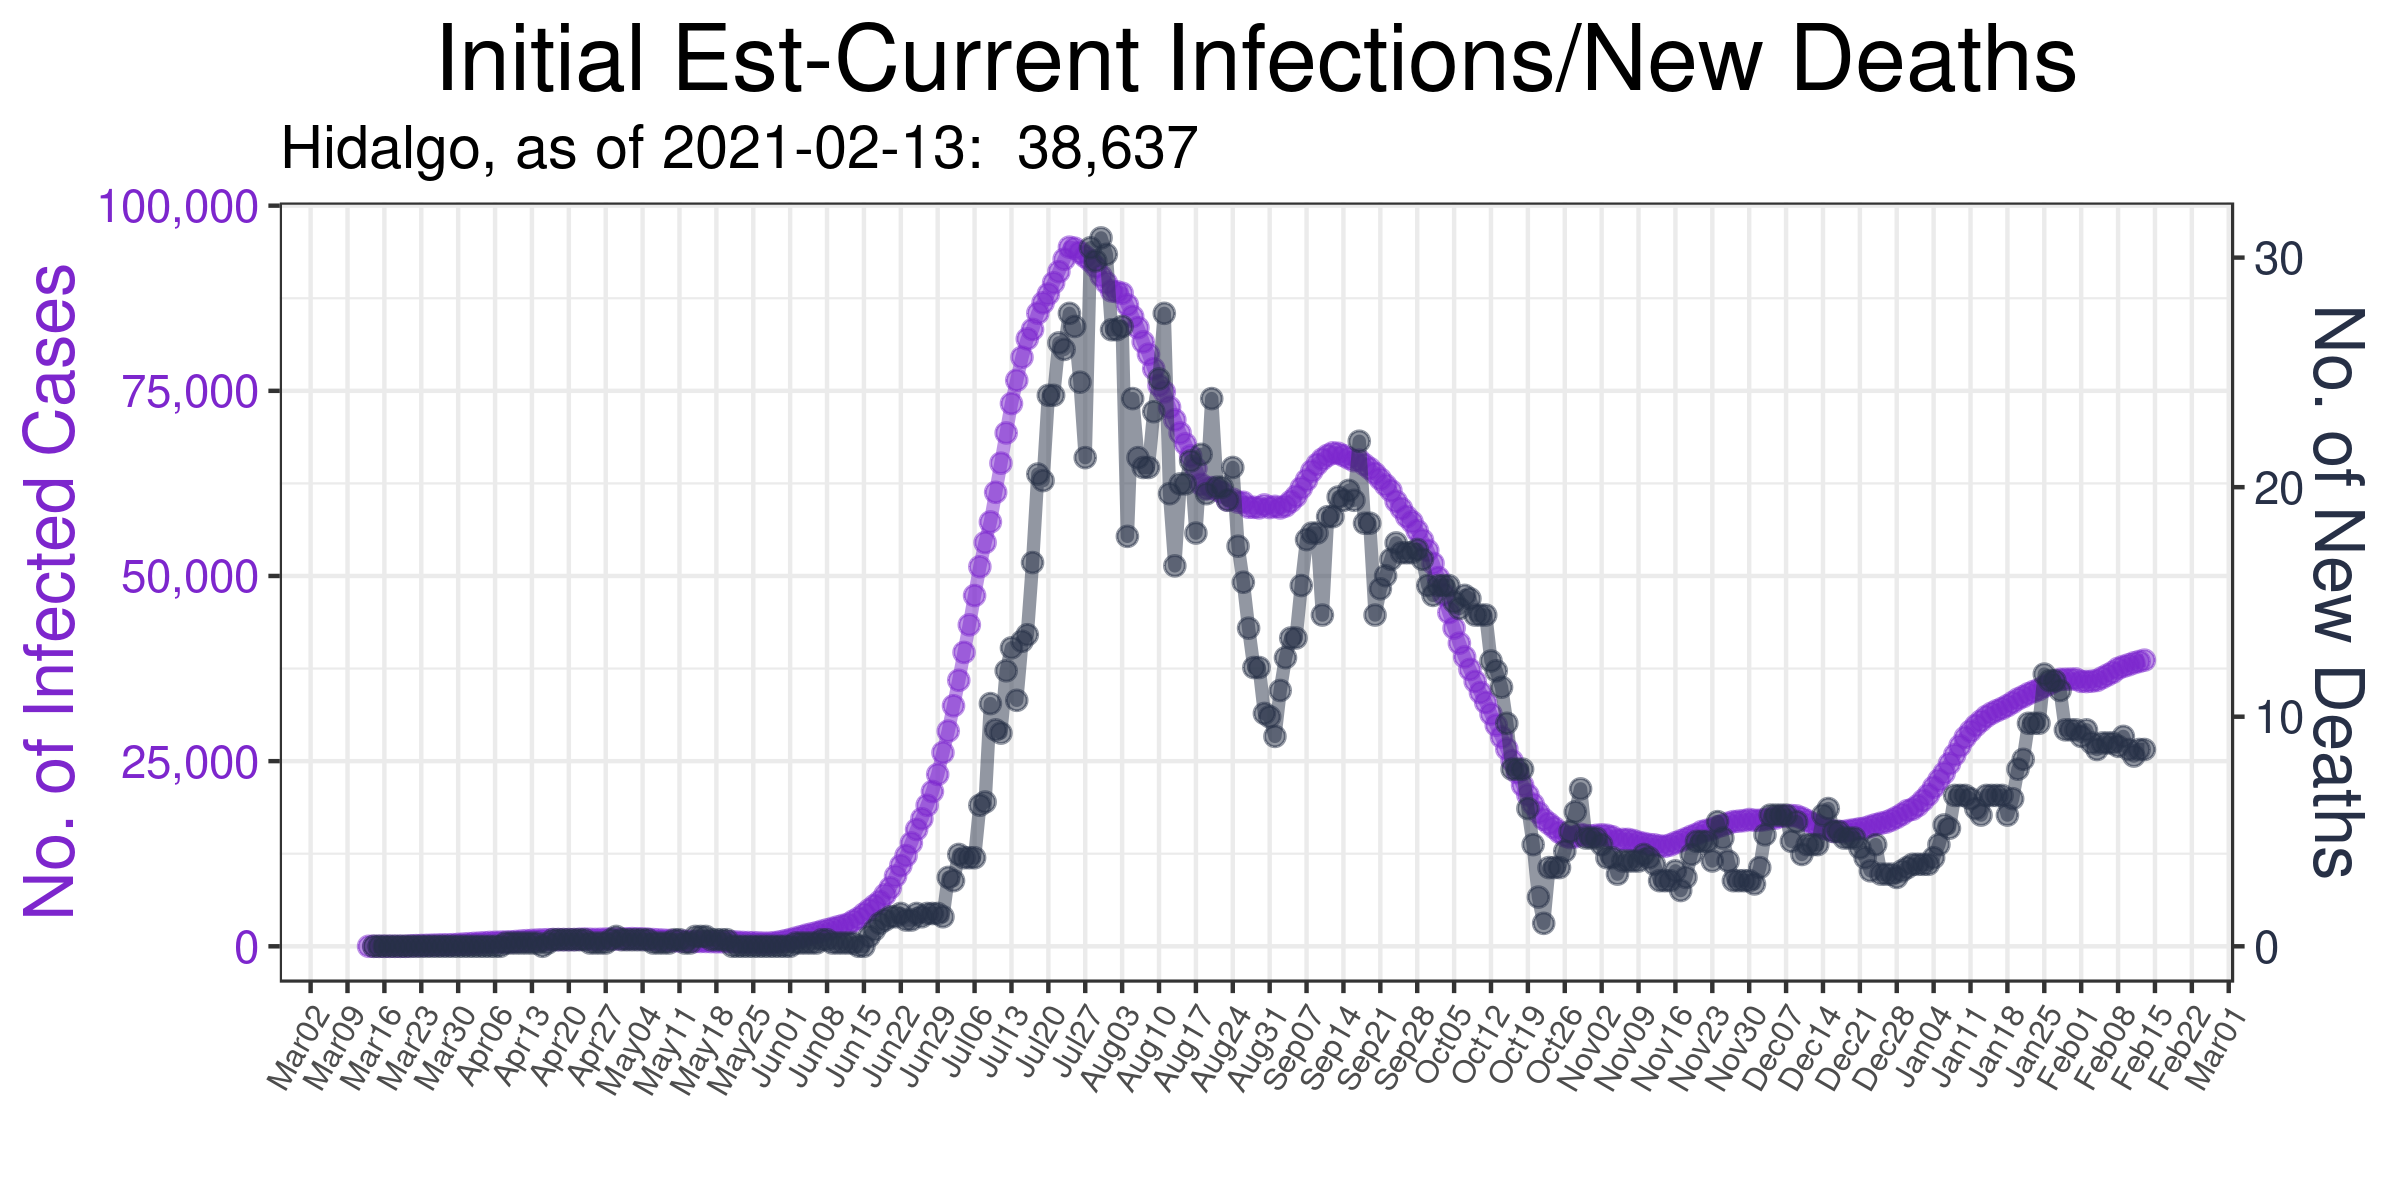 Initial Est-Current Infections/New Deaths
Hidalgo, as of 2021-02-13:  38,637
No. of Infected Cases
100,000
75,000
50,000
25,000
0
30
20
10
0
No. of New Deaths
Mar02
Mar09
Mar16
Mar23
Mar30
Apr06
Apr13
Apr20
Apr27
May04
May11
May18
May25
Jun01
Jun08
Jun15
Jun22
Jun29
Jul06
Jul13
Jul20
Jul27
Aug03
Aug10
Aug17
Aug24
Aug31
Sep07
Sep14
Sep21
Sep28
Oct05
Oct12
Oct19
Oct26
Nov02
Nov09
Nov16
Nov23
Nov30
Dec07
Dec14
Dec21
Dec28
Jan04
Jan11
Jan18
Jan25
Feb01
Feb08
Feb15
Feb22
Mar01